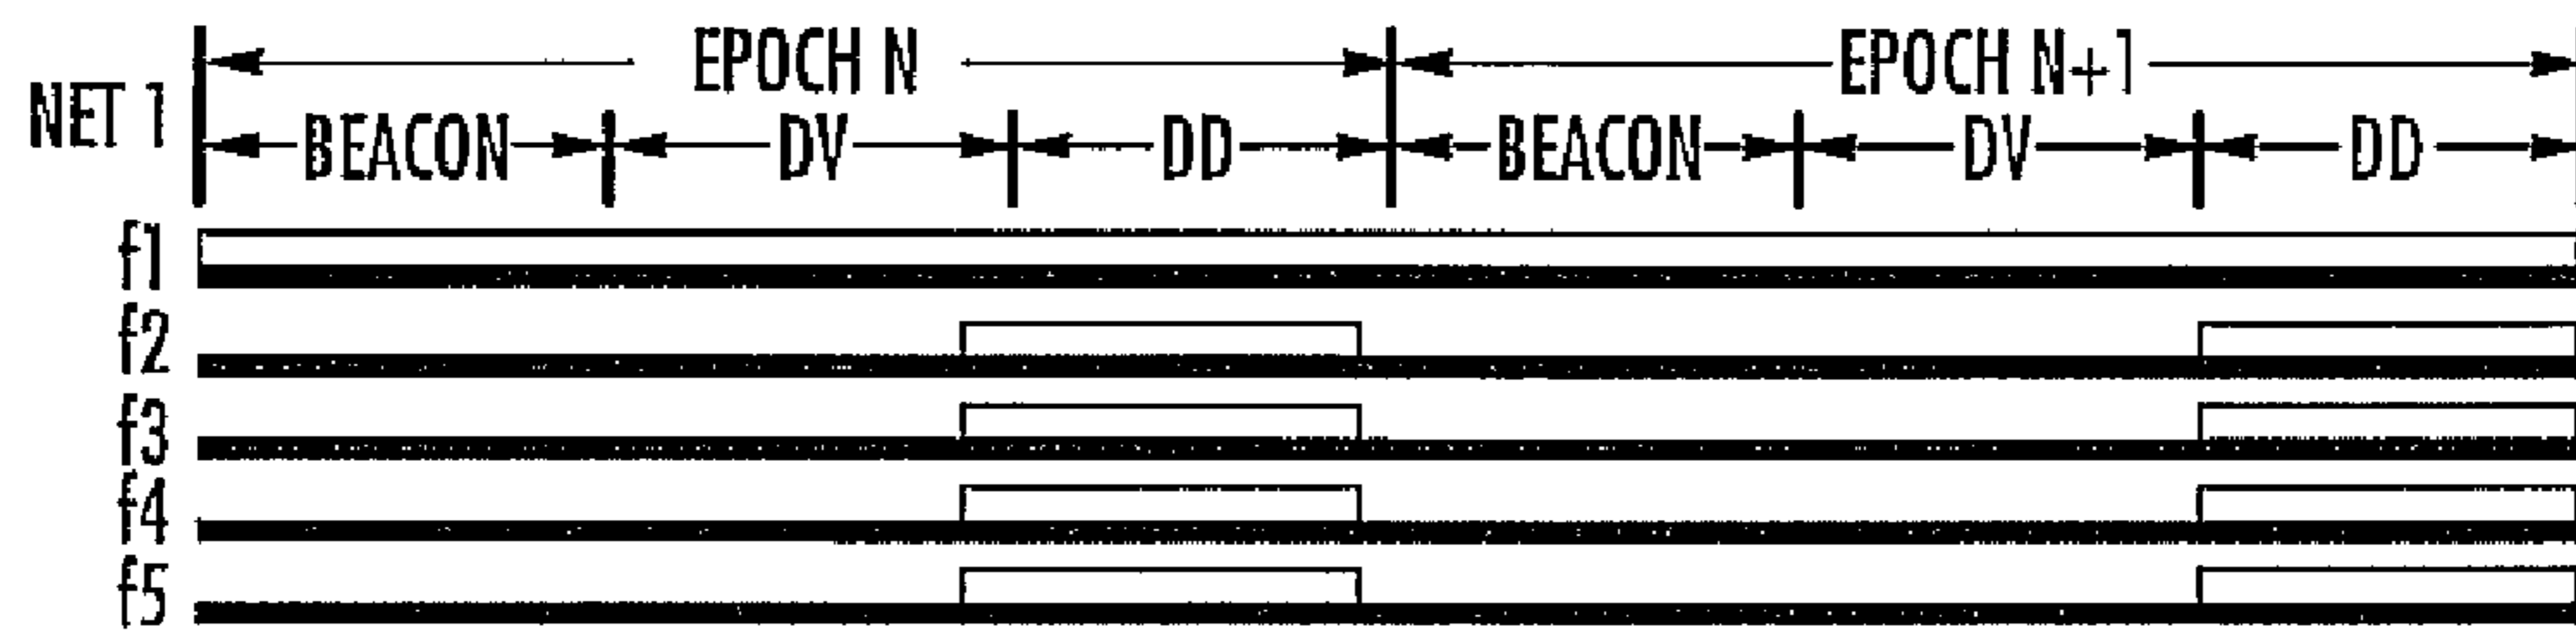 EPOCH N EPOCH N+1
NET 1
BEACON DV DD BEACON DV DD
f1
f2
f3
f4
f5